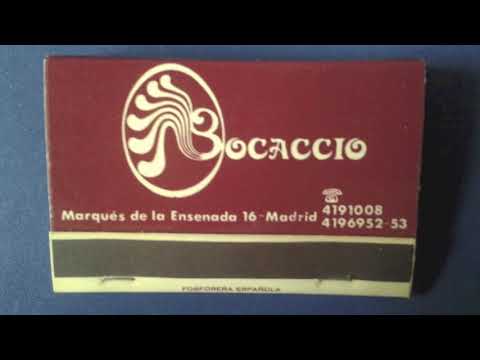 BOCACCIO
Marqués de la Ensenada 16-Madrid
4191008
4196952-53
FOSFORERA ESPAÑOLA